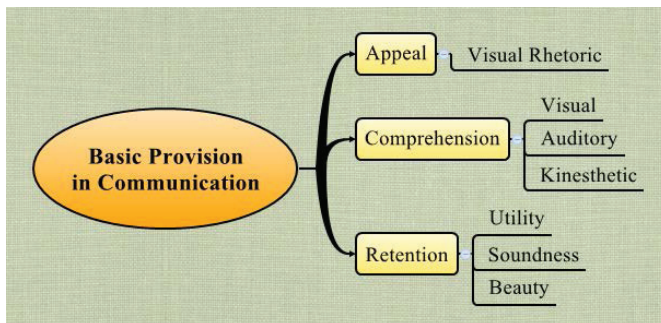 Basic Provision
in Communication
Appeal
Visual Rhetoric
Comprehension
Visual
Auditory
Kinesthetic
Retention
Utility
Soundness
Beauty